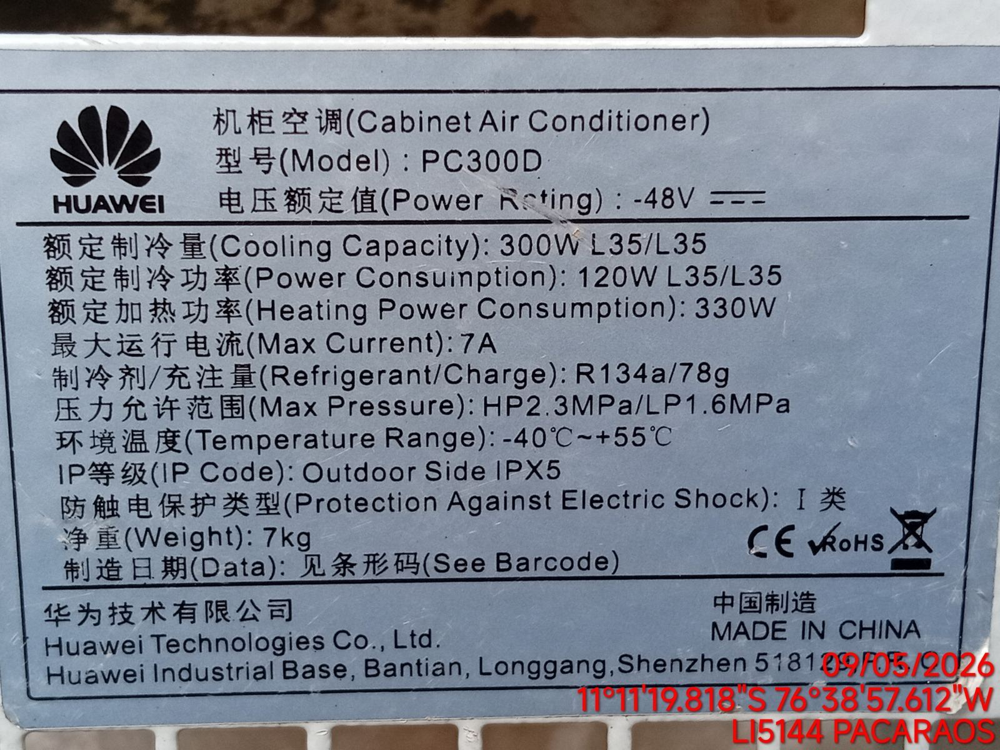 HUAWEI
机柜空调(Cabinet Air Conditioner)
型号(Model) : PC300D
电压额定值(Power Rating) : -48V
额定制冷量(Cooling Capacity): 300W L35/L35
额定制冷功率(Power Consumption): 120W L35/L35
额定加热功率(Heating Power Consumption): 330W
最大运行电流(Max Current): 7A
制冷剂/充注量(Refrigerant/Charge): R134a/78g
压力允许范围(Max Pressure): HP2.3MPa/LP1.6MPa
环境温度(Temperature Range): -40℃~+55℃
IP等级(IP Code): Outdoor Side IPX5
防触电保护类型(Protection Against Electric Shock): I 类
净重(Weight): 7kg
制造日期(Data): 见条形码(See Barcode)
CE RoHS
华为技术有限公司
Huawei Technologies Co., Ltd.
Huawei Industrial Base, Bantian, Longgang,Shenzhen 518129,P.R.C
中国制造
MADE IN CHINA
09/05/2026
11°11'19.818"S 76°38'57.612"W
LI5144 PACARAOS